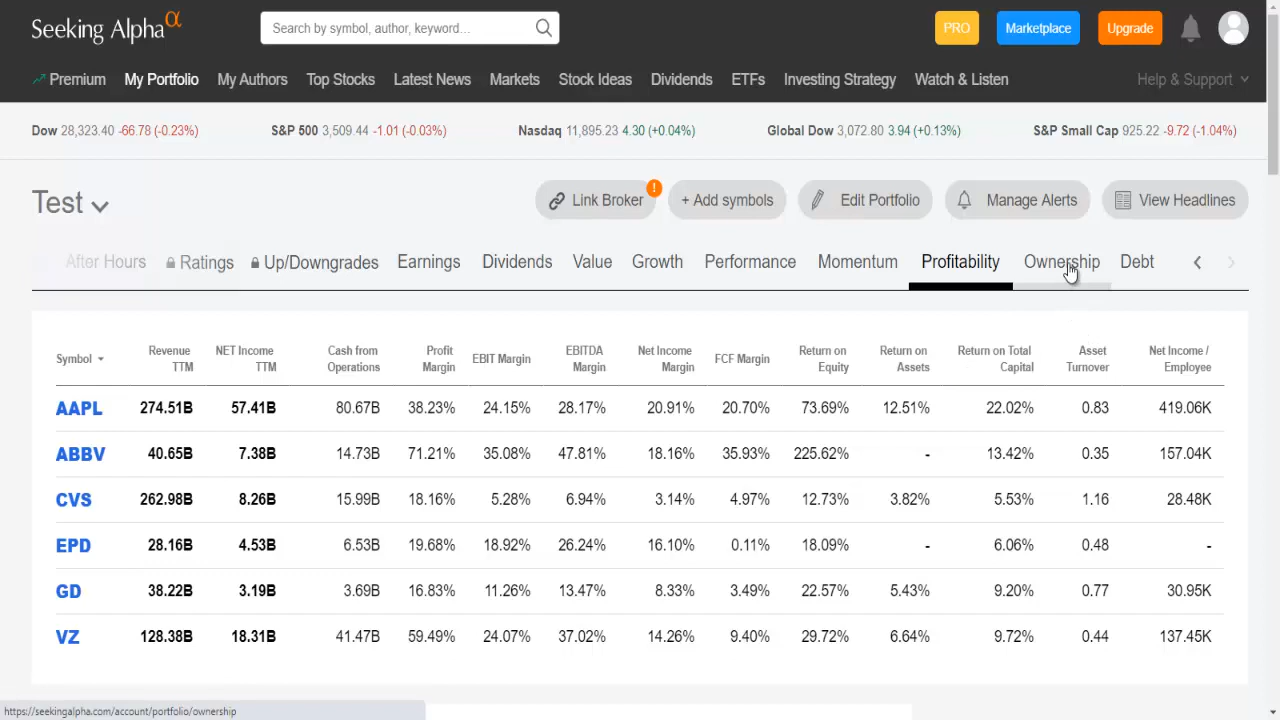 Seeking Alpha α
Search by symbol, author, keyword...
PRO
Marketplace
Upgrade
Premium My Portfolio My Authors Top Stocks Latest News Markets Stock Ideas Dividends ETFs Investing Strategy Watch & Listen Help & Support
Dow 28,323.40 -66.78 (-0.23%) S&P 500 3,509.44 -1.01 (-0.03%) Nasdaq 11,895.23 4.30 (+0.04%) Global Dow 3,072.80 3.94 (+0.13%) S&P Small Cap 925.22 -9.72 (-1.04%)
Test
Link Broker ! + Add symbols Edit Portfolio Manage Alerts View Headlines
After Hours Ratings Up/Downgrades Earnings Dividends Value Growth Performance Momentum Profitability Ownership Debt
Symbol Revenue TTM NET Income TTM Cash from Operations Profit Margin EBIT Margin EBITDA Margin Net Income Margin FCF Margin Return on Equity Return on Assets Return on Total Capital Asset Turnover Net Income / Employee
AAPL 274.51B 57.41B 80.67B 38.23% 24.15% 28.17% 20.91% 20.70% 73.69% 12.51% 22.02% 0.83 419.06K
ABBV 40.65B 7.38B 14.73B 71.21% 35.08% 47.81% 18.16% 35.93% 225.62% - 13.42% 0.35 157.04K
CVS 262.98B 8.26B 15.99B 18.16% 5.28% 6.94% 3.14% 4.97% 12.73% 3.82% 5.53% 1.16 28.48K
EPD 28.16B 4.53B 6.53B 19.68% 18.92% 26.24% 16.10% 0.11% 18.09% - 6.06% 0.48 -
GD 38.22B 3.19B 3.69B 16.83% 11.26% 13.47% 8.33% 3.49% 22.57% 5.43% 9.20% 0.77 30.95K
VZ 128.38B 18.31B 41.47B 59.49% 24.07% 37.02% 14.26% 9.40% 29.72% 6.64% 9.72% 0.44 137.45K
https://seekingalpha.com/account/portfolio/ownership